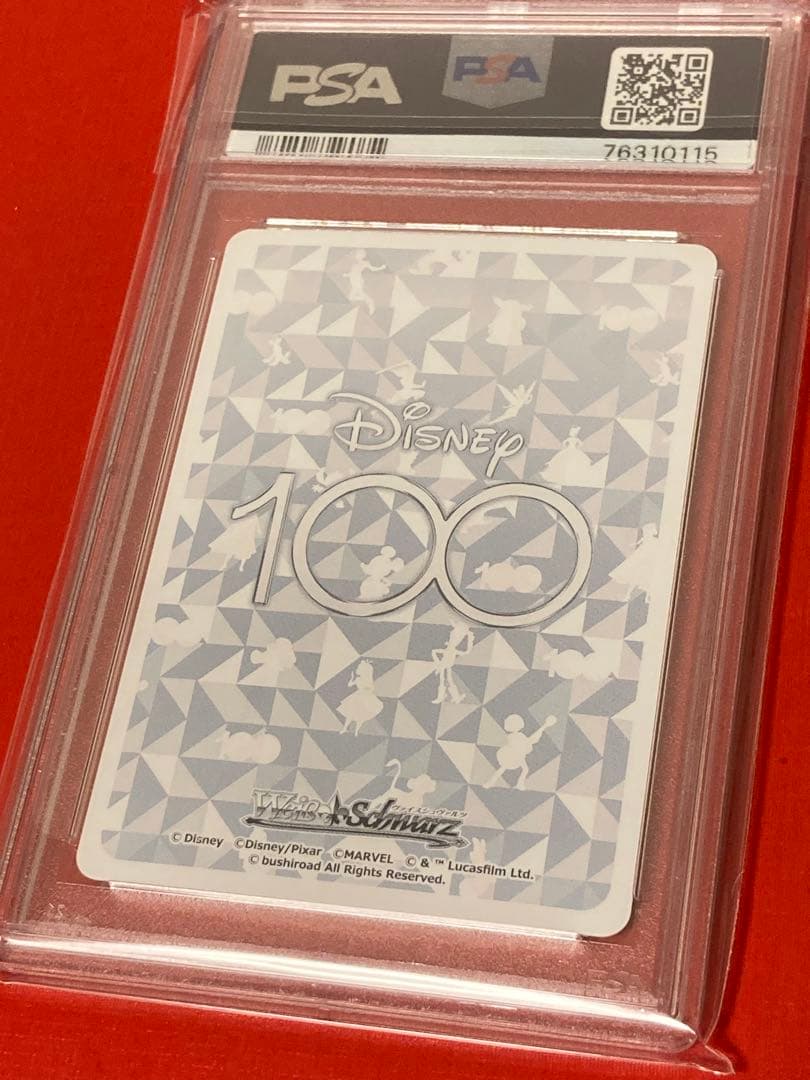 PSA PSA
76310115
Disney
100
Weiß Schwarz
ヴァイスシュヴァルツ
©Disney ©Disney/Pixar ©MARVEL © & ™ Lucasfilm Ltd.
© bushiroad All Rights Reserved.